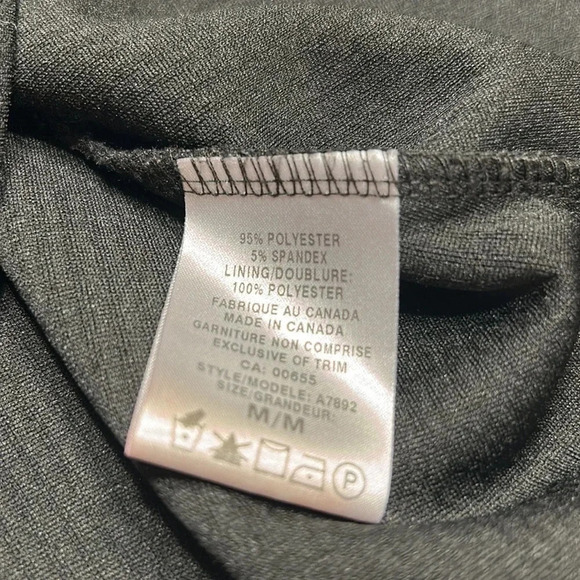 95% POLYESTER
5% SPANDEX
LINING/DOUBLURE:
100% POLYESTER
FABRIQUE AU CANADA
MADE IN CANADA
GARNITURE NON COMPRISE
EXCLUSIVE OF TRIM
CA: 00655
STYLE/MODELE: A7892
SIZE/GRANDEUR:
M/M
P